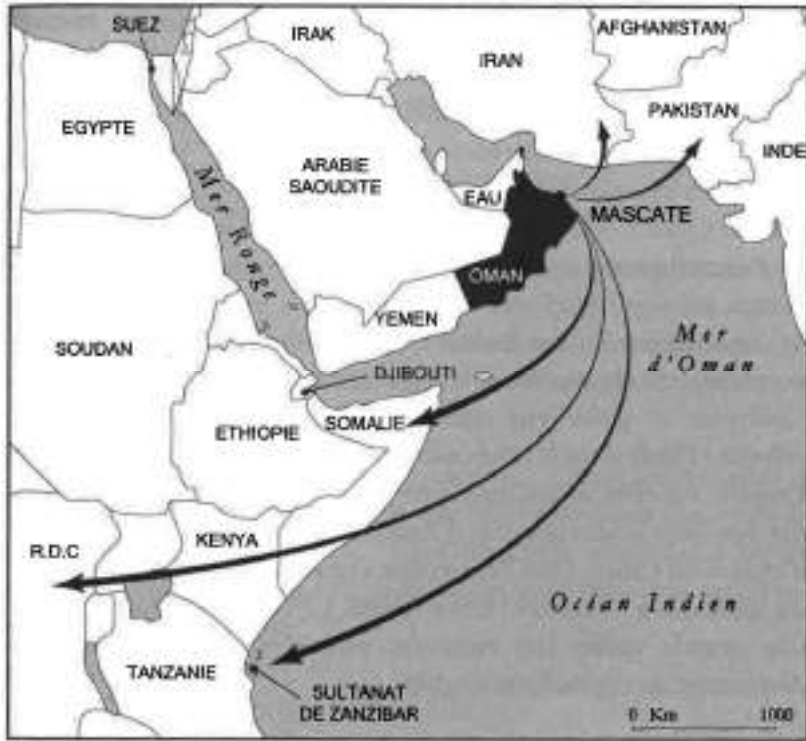 SUEZ
IRAK
AFGHANISTAN
IRAN
PAKISTAN
EGYPTE
INDE
ARABIE
SAOUDITE
EAU
MASCATE
Mer Rouge
OMAN
YEMEN
Mer
d'Oman
SOUDAN
DJIBOUTI
SOMALIE
ETHIOPIE
R.D.C
KENYA
Océan Indien
TANZANIE
SULTANAT
DE ZANZIBAR
0 Km 1000